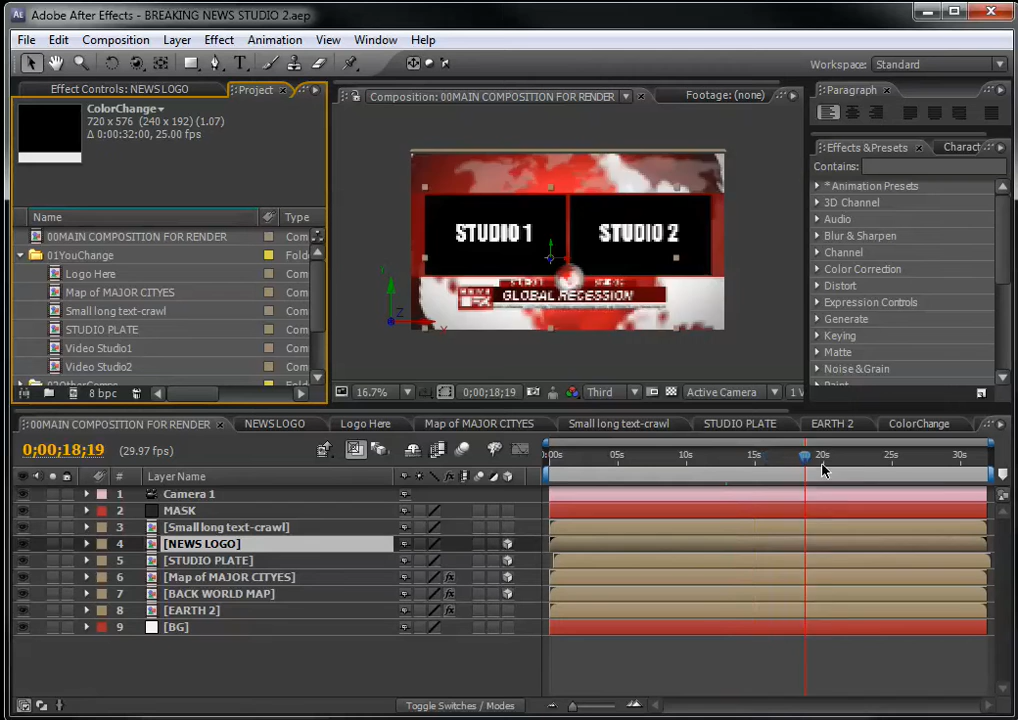 Adobe After Effects - BREAKING NEWS STUDIO 2.aep
File Edit Composition Layer Effect Animation View Window Help
Workspace: Standard
Effect Controls: NEWS LOGO Project
ColorChange
720 x 576 (240 x 192) (1.07)
Δ 0:00:32:00, 25.00 fps
Name Type
00MAIN COMPOSITION FOR RENDER Com
01YouChange Fold
Logo Here Com
Map of MAJOR CITYES Com
Small long text-crawl Com
STUDIO PLATE Com
Video Studio1 Com
Video Studio2 Com
02OtherComps Fold
8 bpc
Composition: 00MAIN COMPOSITION FOR RENDER Footage: (none)
STUDIO 1 STUDIO 2
GLOBAL RECESSION
16.7% 0;00;18;19 Third Active Camera 1 V
Paragraph
Effects & Presets Charact
Contains:
* Animation Presets
3D Channel
Audio
Blur & Sharpen
Channel
Color Correction
Distort
Expression Controls
Generate
Keying
Matte
Noise & Grain
Paint
00MAIN COMPOSITION FOR RENDER NEWS LOGO Logo Here Map of MAJOR CITYES Small long text-crawl STUDIO PLATE EARTH 2 ColorChange
0;00;18;19 (29.97 fps)
:00s 05s 10s 15s 20s 25s 30s
# Layer Name
1 Camera 1
2 MASK
3 [Small long text-crawl]
4 [NEWS LOGO]
5 [STUDIO PLATE]
6 [Map of MAJOR CITYES]
7 [BACK WORLD MAP]
8 [EARTH 2]
9 [BG]
Toggle Switches / Modes